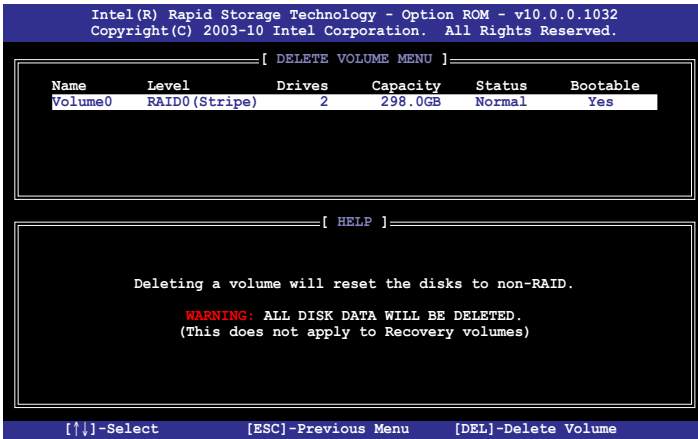 Intel(R) Rapid Storage Technology - Option ROM - v10.0.0.1032
Copyright(C) 2003-10 Intel Corporation.  All Rights Reserved.
[ DELETE VOLUME MENU ]
Name Level Drives Capacity Status Bootable
Volume0 RAID0(Stripe) 2 298.0GB Normal Yes
[ HELP ]
Deleting a volume will reset the disks to non-RAID.
WARNING: ALL DISK DATA WILL BE DELETED.
(This does not apply to Recovery volumes)
[↑↓]-Select [ESC]-Previous Menu [DEL]-Delete Volume